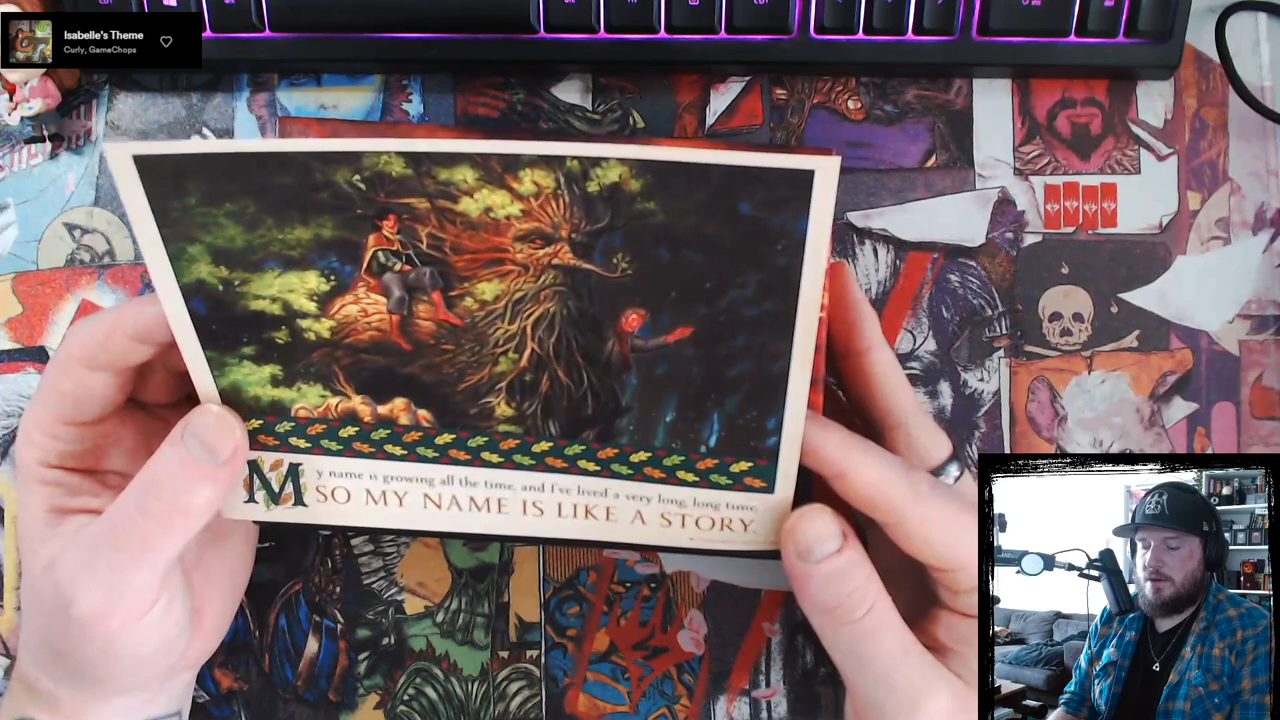 Isabelle's Theme
Curly, GameChops
My name is growing all the time, and I've lived a very long, long time,
SO MY NAME IS LIKE A STORY.